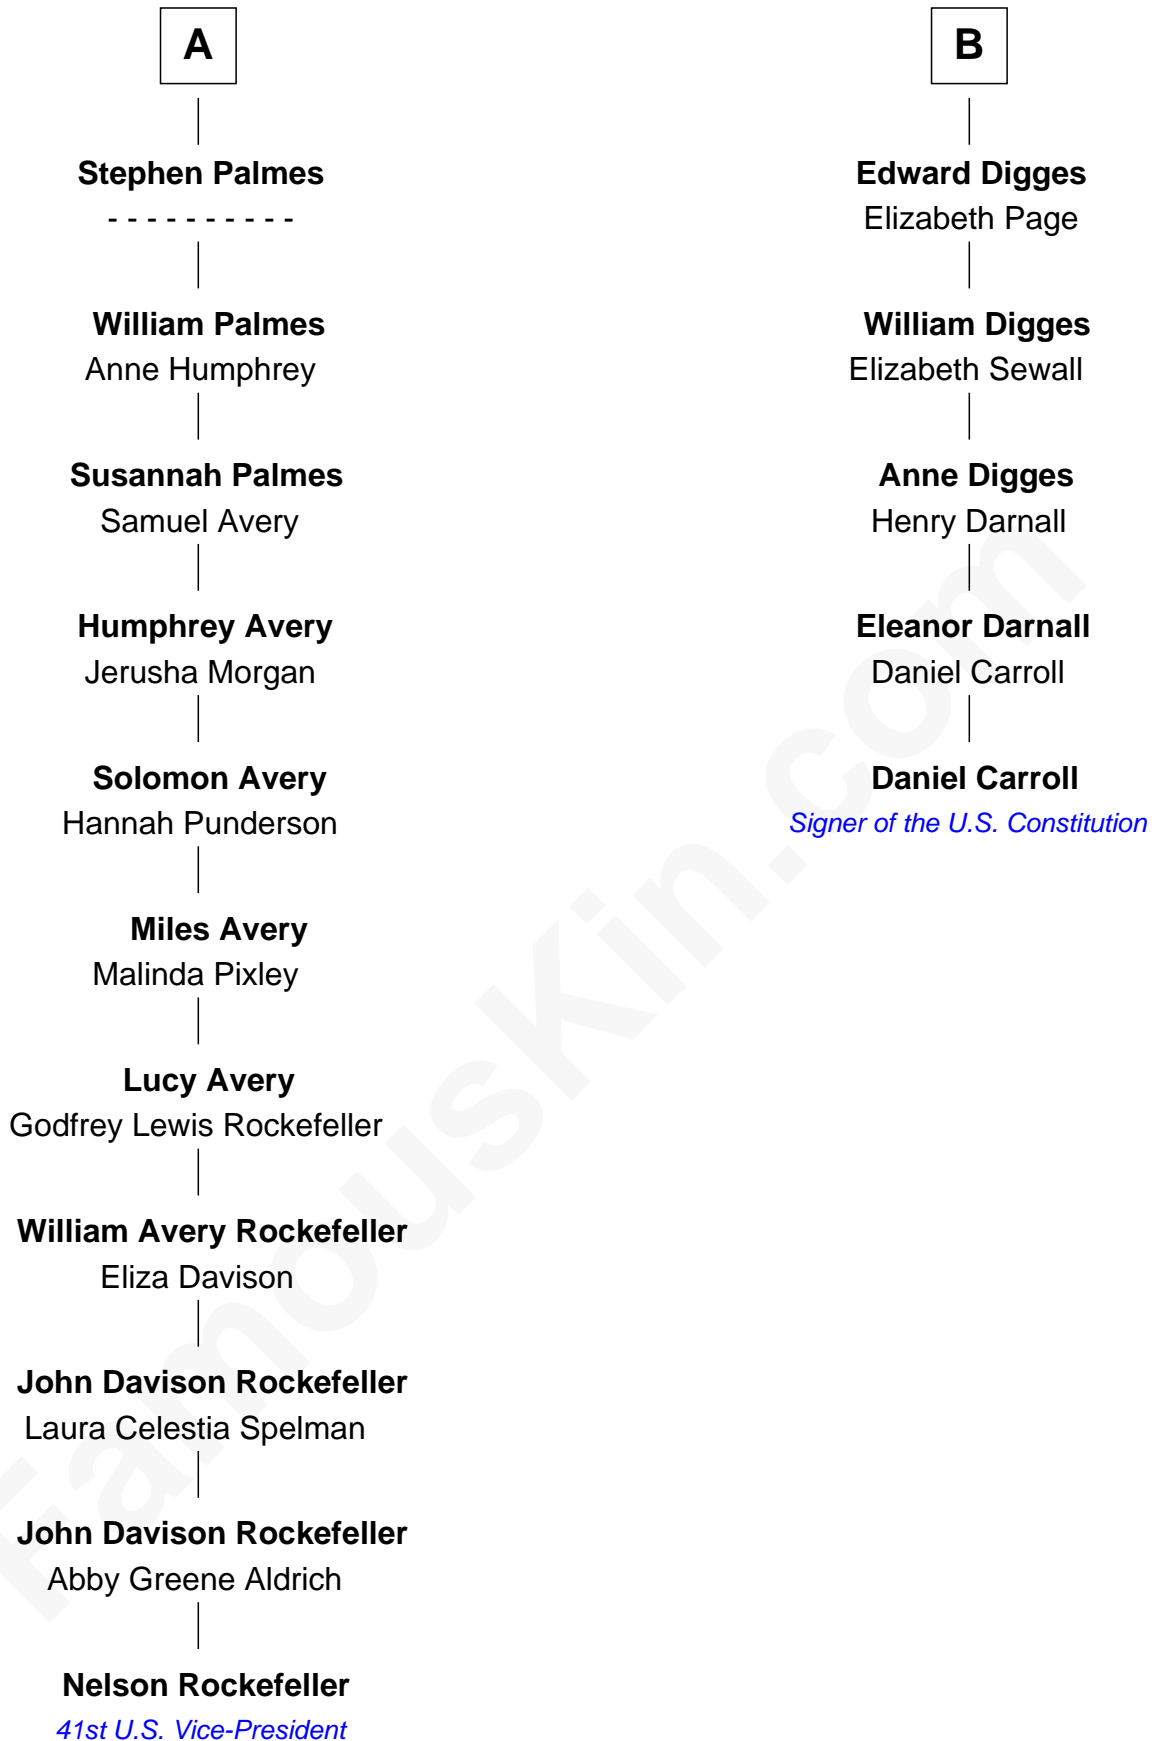 A
Stephen Palmes
- - - - - - - - - -
William Palmes
Anne Humphrey
Susannah Palmes
Samuel Avery
Humphrey Avery
Jerusha Morgan
Solomon Avery
Hannah Punderson
Miles Avery
Malinda Pixley
Lucy Avery
Godfrey Lewis Rockefeller
William Avery Rockefeller
Eliza Davison
John Davison Rockefeller
Laura Celestia Spelman
John Davison Rockefeller
Abby Greene Aldrich
Nelson Rockefeller
41st U.S. Vice-President
B
Edward Digges
Elizabeth Page
William Digges
Elizabeth Sewall
Anne Digges
Henry Darnall
Eleanor Darnall
Daniel Carroll
Daniel Carroll
Signer of the U.S. Constitution
FamousKin.com